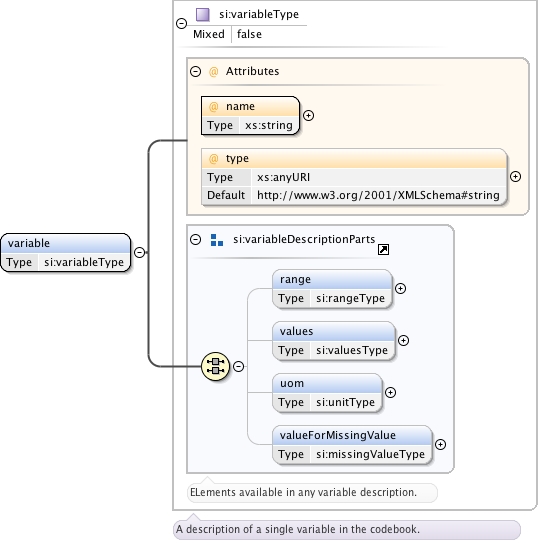 si:variableType
Mixed false
@ Attributes
@ name
Type xs:string
@ type
Type xs:anyURI
Default http://www.w3.org/2001/XMLSchema#string
variable
Type si:variableType
si:variableDescriptionParts
range
Type si:rangeType
values
Type si:valuesType
uom
Type si:unitType
valueForMissingValue
Type si:missingValueType
ELements available in any variable description.
A description of a single variable in the codebook.